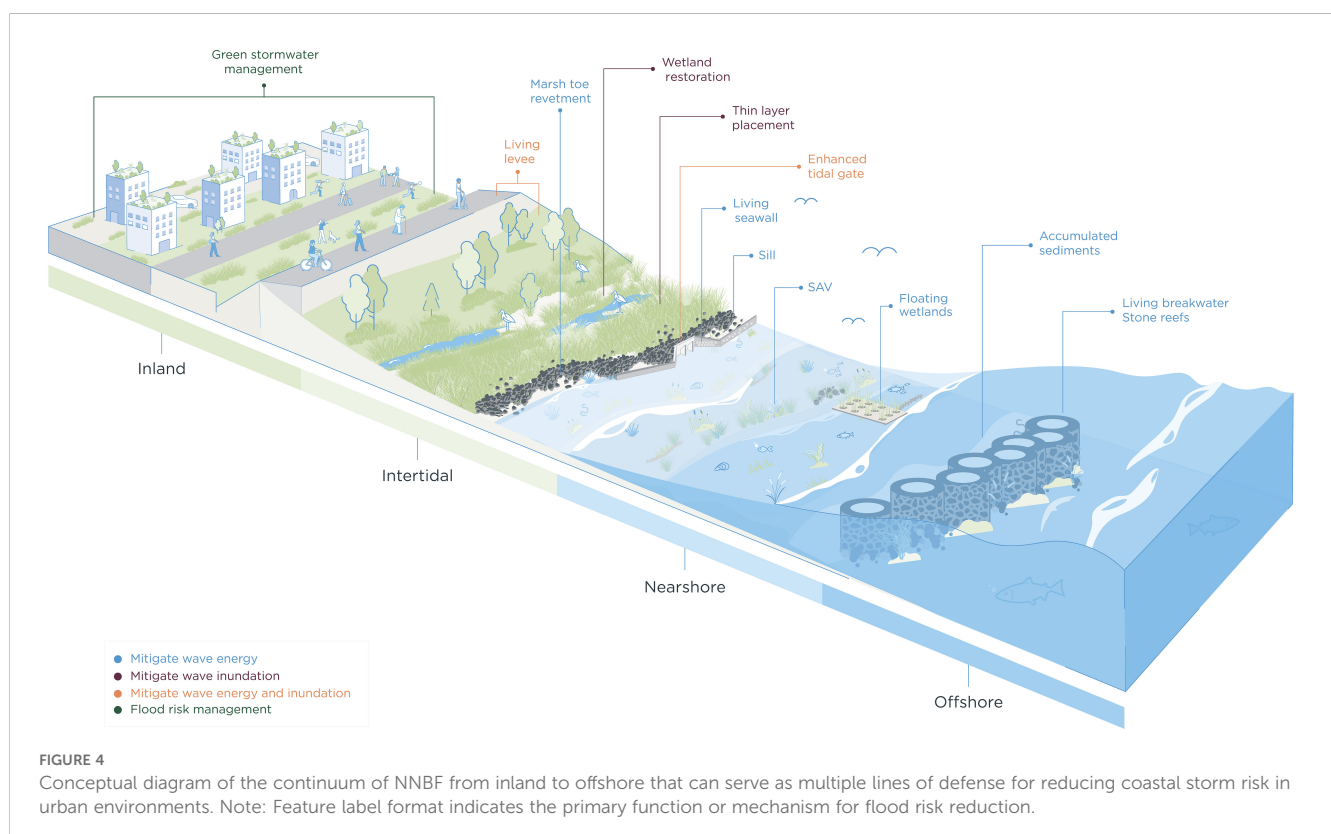 Green stormwater
management
Wetland
restoration
Marsh toe
revetment
Thin layer
placement
Living
levee
Enhanced
tidal gate
Living
seawall
Sill
SAV
Floating
wetlands
Accumulated
sediments
Living breakwater
Stone reefs
Inland
Intertidal
Nearshore
Offshore
Mitigate wave energy
Mitigate wave inundation
Mitigate wave energy and inundation
Flood risk management
FIGURE 4
Conceptual diagram of the continuum of NNBF from inland to offshore that can serve as multiple lines of defense for reducing coastal storm risk in
urban environments. Note: Feature label format indicates the primary function or mechanism for flood risk reduction.